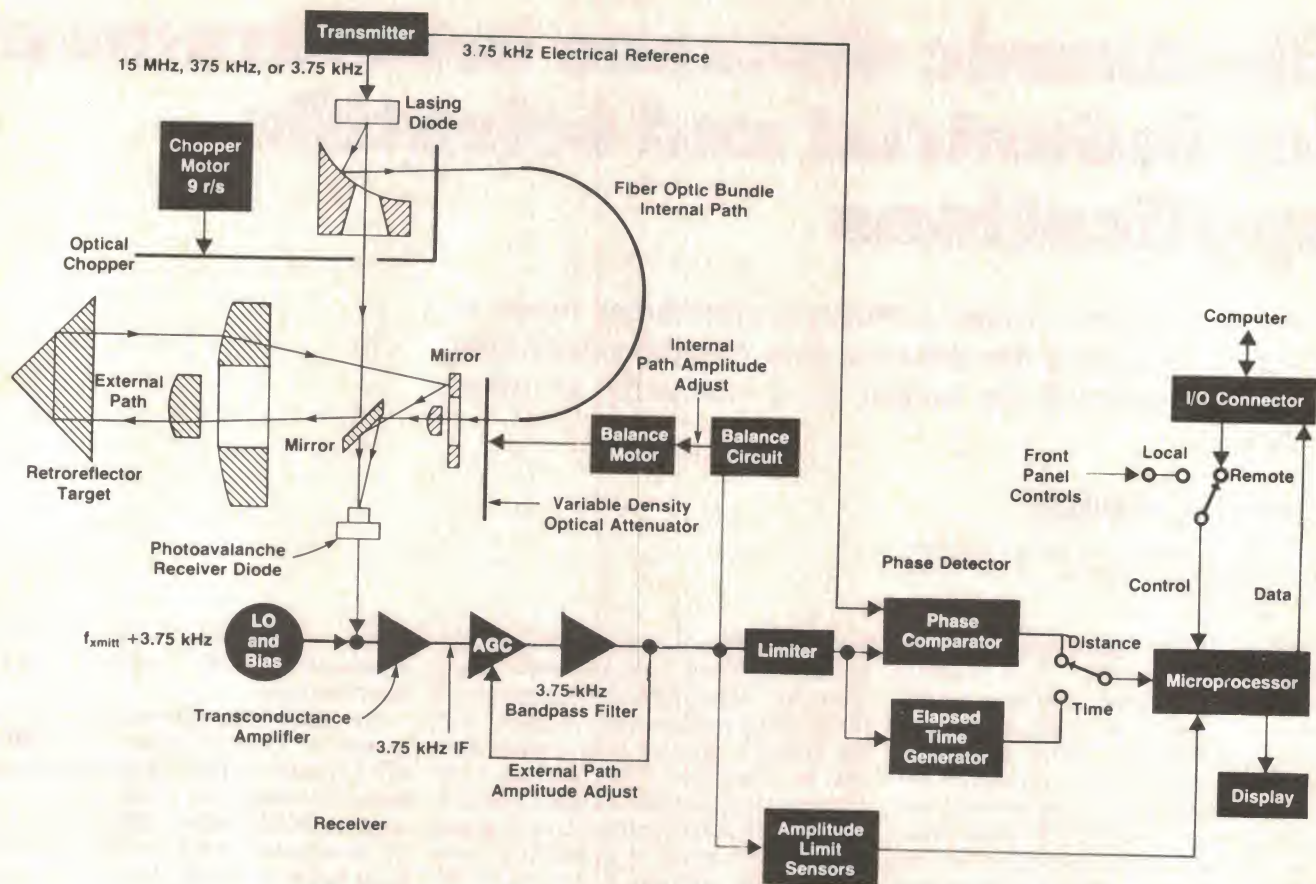 Transmitter
3.75 kHz Electrical Reference
15 MHz, 375 kHz, or 3.75 kHz
Lasing
Diode
Chopper
Motor
9 r/s
Fiber Optic Bundle
Internal Path
Optical
Chopper
Computer
Mirror
Internal
Path Amplitude
Adjust
External
Path
I/O Connector
Mirror
Balance
Motor
Balance
Circuit
Retroreflector
Target
Front
Panel
Controls
Local
Remote
Variable Density
Optical Attenuator
Photoavalanche
Receiver Diode
Phase Detector
Control
Data
fxmitt +3.75 kHz
LO
and
Bias
AGC
Limiter
Phase
Comparator
Distance
Microprocessor
3.75-kHz
Bandpass Filter
Time
Transconductance
Amplifier
3.75 kHz IF
Elapsed
Time
Generator
External Path
Amplitude Adjust
Display
Receiver
Amplitude
Limit
Sensors